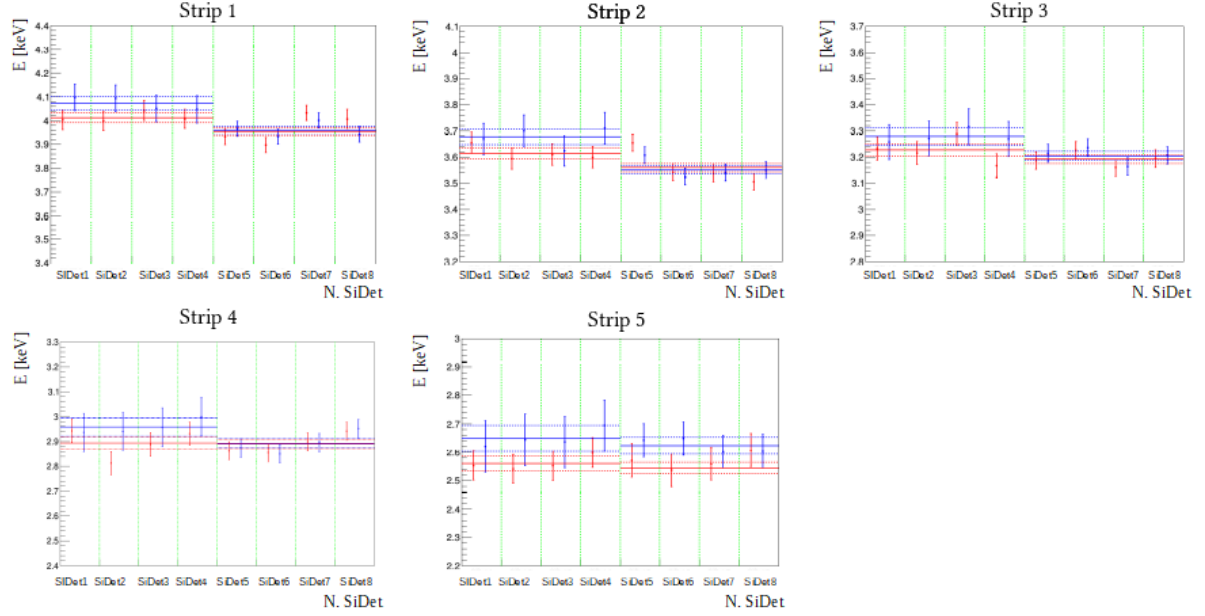 Strip 1
E [keV]
4.4
4.3
4.2
4.1
4
3.9
3.8
3.7
3.6
3.5
3.4
SiDet1 SiDet2 SiDet3 SiDet4 SiDet5 SiDet6 SiDet7 SiDet8
N. SiDet
Strip 2
E [keV]
4.1
4
3.9
3.8
3.7
3.6
3.5
3.4
3.3
3.2
SiDet1 SiDet2 SiDet3 SiDet4 SiDet5 SiDet6 SiDet7 SiDet8
N. SiDet
Strip 3
E [keV]
3.7
3.6
3.5
3.4
3.3
3.2
3.1
3
2.9
2.8
SiDet1 SiDet2 SiDet3 SiDet4 SiDet5 SiDet6 SiDet7 SiDet8
N. SiDet
Strip 4
E [keV]
3.3
3.2
3.1
3
2.9
2.8
2.7
2.6
2.5
2.4
SiDet1 SiDet2 SiDet3 SiDet4 SiDet5 SiDet6 SiDet7 SiDet8
N. SiDet
Strip 5
E [keV]
3
2.9
2.8
2.7
2.6
2.5
2.4
2.3
2.2
SiDet1 SiDet2 SiDet3 SiDet4 SiDet5 SiDet6 SiDet7 SiDet8
N. SiDet